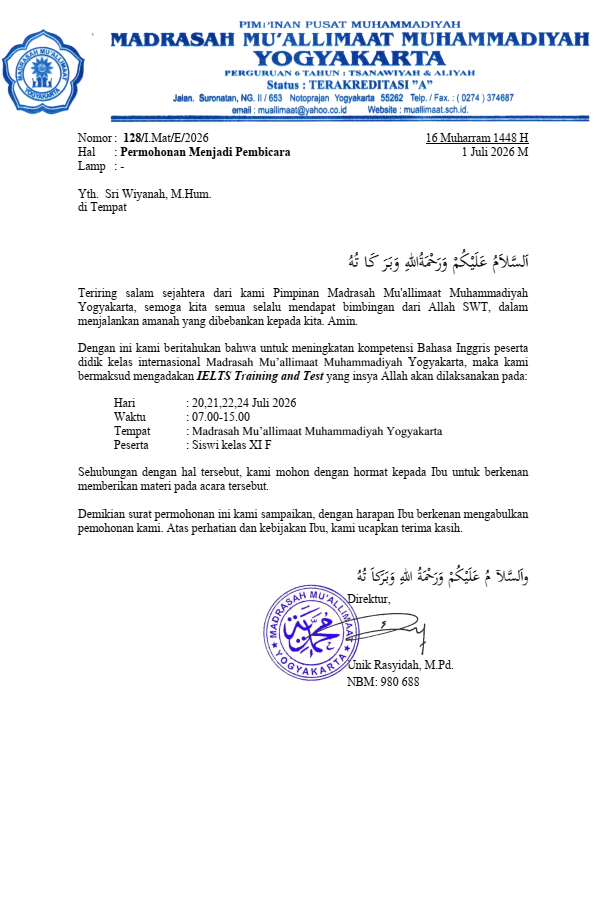 PIMPINAN PUSAT MUHAMMADIYAH
MADRASAH MU'ALLIMAAT MUHAMMADIYAH
YOGYAKARTA
PERGURUAN 6 TAHUN : TSANAWIYAH & ALIYAH
Status : TERAKREDITASI "A"
Jalan. Suronatan, NG. II / 653 Notoprajan Yogyakarta 55262 Telp. / Fax. : ( 0274 ) 374687
email : muallimaat@yahoo.co.id Website : muallimaat.sch.id.
MADRASAH MU'ALLIMAAT
YOGYAKARTA
Nomor : 128/I.Mat/E/2026 16 Muharram 1448 H
Hal : Permohonan Menjadi Pembicara 1 Juli 2026 M
Lamp : -
Yth. Sri Wiyanah, M.Hum.
di Tempat
اَلسَّلاَمُ عَلَيْكُمْ وَرَحْمَةُاللهِ وَبَرَ كَا تُهُ
Teriring salam sejahtera dari kami Pimpinan Madrasah Mu'allimaat Muhammadiyah
Yogyakarta, semoga kita semua selalu mendapat bimbingan dari Allah SWT, dalam
menjalankan amanah yang dibebankan kepada kita. Amin.
Dengan ini kami beritahukan bahwa untuk meningkatan kompetensi Bahasa Inggris peserta
didik kelas internasional Madrasah Mu'allimaat Muhammadiyah Yogyakarta, maka kami
bermaksud mengadakan IELTS Training and Test yang insya Allah akan dilaksanakan pada:
Hari : 20,21,22,24 Juli 2026
Waktu : 07.00-15.00
Tempat : Madrasah Mu'allimaat Muhammadiyah Yogyakarta
Peserta : Siswi kelas XI F
Sehubungan dengan hal tersebut, kami mohon dengan hormat kepada Ibu untuk berkenan
memberikan materi pada acara tersebut.
Demikian surat permohonan ini kami sampaikan, dengan harapan Ibu berkenan mengabulkan
pemohonan kami. Atas perhatian dan kebijakan Ibu, kami ucapkan terima kasih.
واَلسَّلاَ مُ عَلَيْكُمْ وَرَحْمَةُ اللهِ وَبَرَكاَ تُهُ
Direktur,
MADRASAH MU'ALLIMAAT
YOGYAKARTA
Unik Rasyidah, M.Pd.
NBM: 980 688